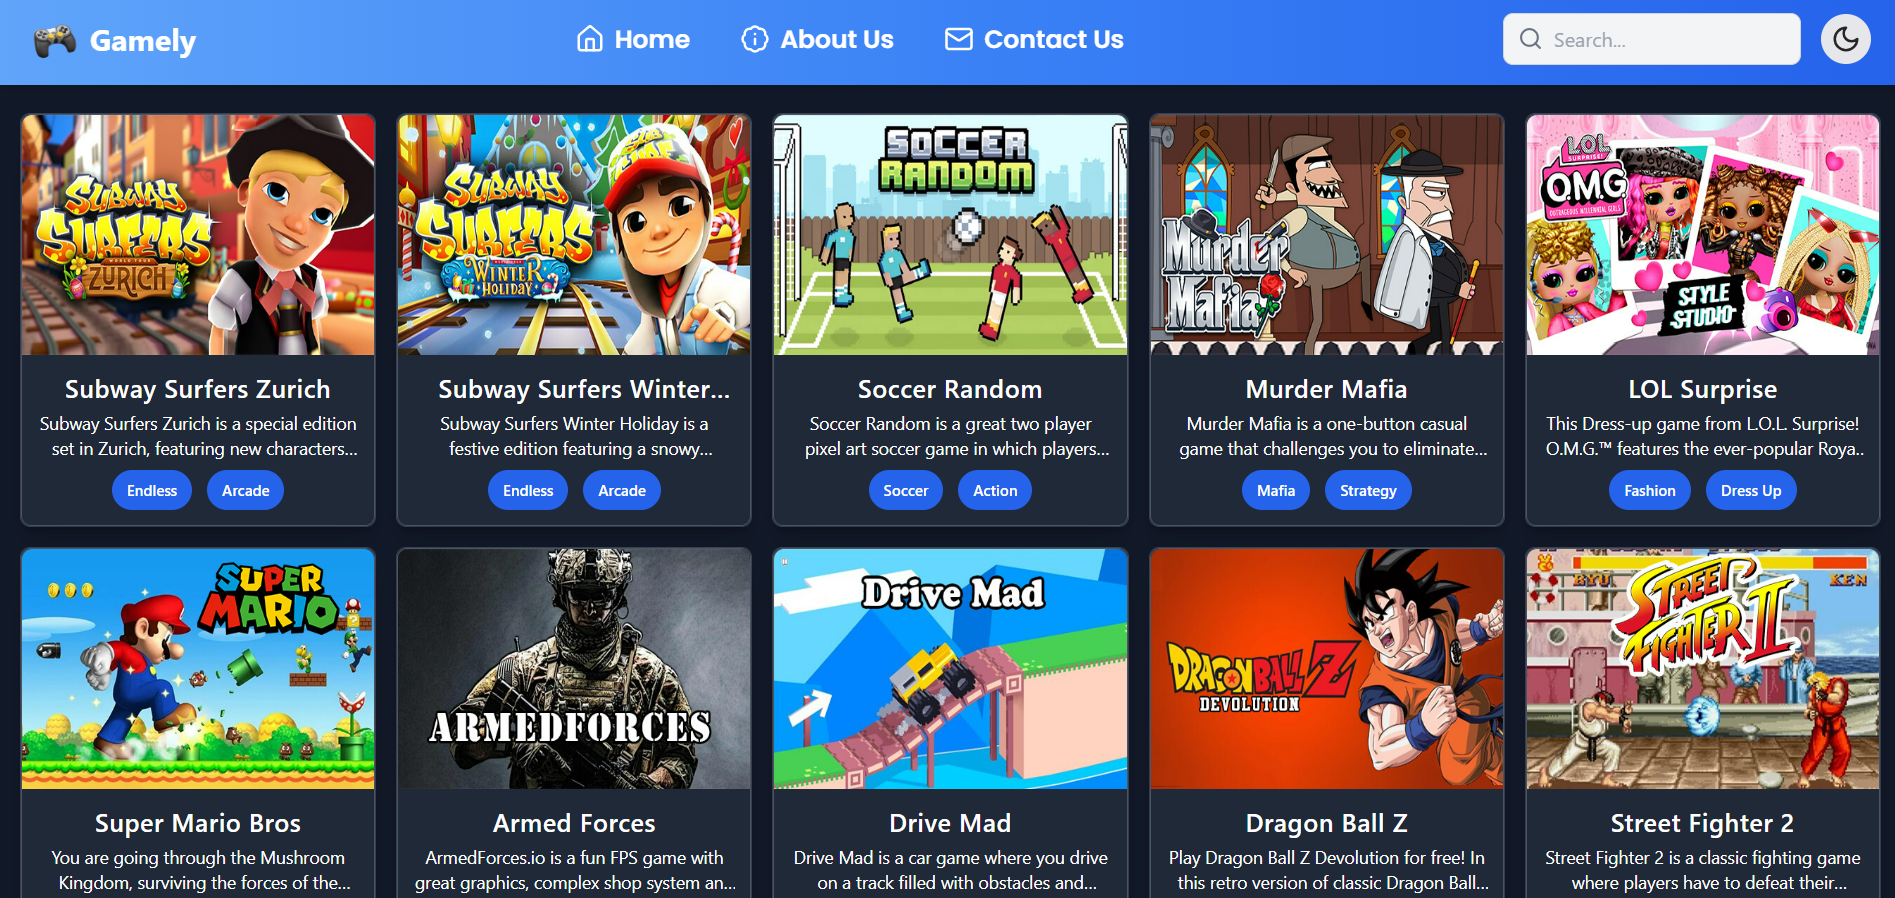 Gamely
Home
About Us
Contact Us
Search...
SUBWAY
SURFERS
ZURICH
SUBWAY
SURFERS
WINTER
HOLIDAY
SOCCER
RANDOM
Murder
Mafia
LOL
SURPRISE!
O.M.G.
OUTRAGEOUS MILLENNIAL GIRLS
STYLE
STUDIO
Subway Surfers Zurich
Subway Surfers Winter...
Soccer Random
Murder Mafia
LOL Surprise
Subway Surfers Zurich is a special edition
set in Zurich, featuring new characters...
Subway Surfers Winter Holiday is a
festive edition featuring a snowy...
Soccer Random is a great two player
pixel art soccer game in which players...
Murder Mafia is a one-button casual
game that challenges you to eliminate...
This Dress-up game from L.O.L. Surprise!
O.M.G.™ features the ever-popular Roya..
Endless
Arcade
Endless
Arcade
Soccer
Action
Mafia
Strategy
Fashion
Dress Up
SUPER
MARIO
ARMEDFORCES
Drive Mad
DRAGON BALL Z
DEVOLUTION
RYU
KEN
STREET
FIGHTER II
Super Mario Bros
Armed Forces
Drive Mad
Dragon Ball Z
Street Fighter 2
You are going through the Mushroom
Kingdom, surviving the forces of the...
ArmedForces.io is a fun FPS game with
great graphics, complex shop system an...
Drive Mad is a car game where you drive
on a track filled with obstacles and...
Play Dragon Ball Z Devolution for free! In
this retro version of classic Dragon Ball...
Street Fighter 2 is a classic fighting game
where players have to defeat their...